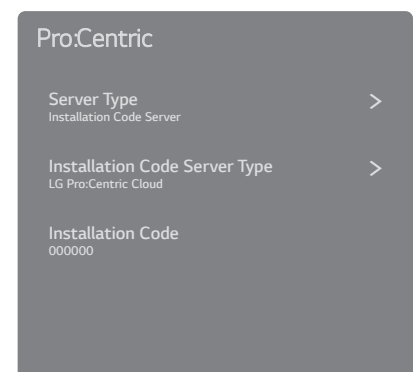 Pro:Centric
Server Type
Installation Code Server
Installation Code Server Type
LG Pro:Centric Cloud
Installation Code
000000